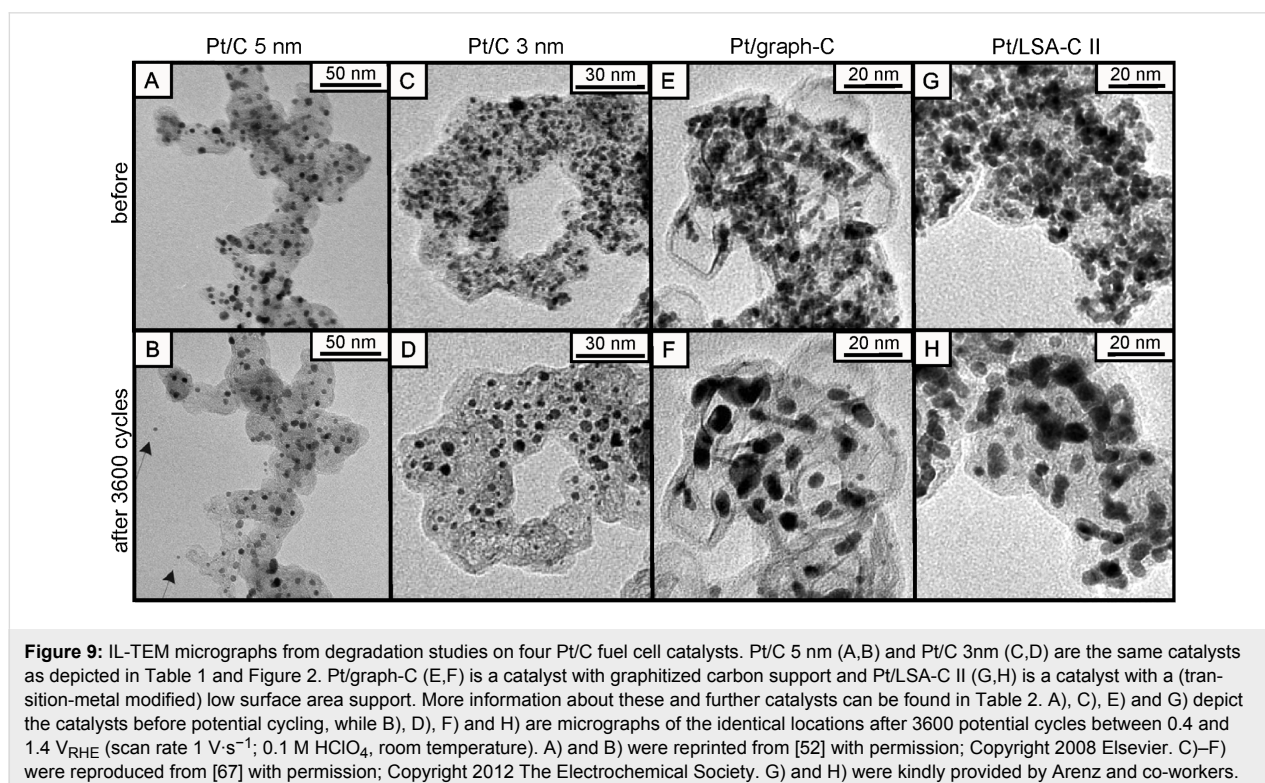 Pt/C 5 nm Pt/C 3 nm Pt/graph-C Pt/LSA-C II
before
A 50 nm C 30 nm E 20 nm G 20 nm
after 3600 cycles
B 50 nm D 30 nm F 20 nm H 20 nm
Figure 9: IL-TEM micrographs from degradation studies on four Pt/C fuel cell catalysts. Pt/C 5 nm (A,B) and Pt/C 3nm (C,D) are the same catalysts
as depicted in Table 1 and Figure 2. Pt/graph-C (E,F) is a catalyst with graphitized carbon support and Pt/LSA-C II (G,H) is a catalyst with a (tran-
sition-metal modified) low surface area support. More information about these and further catalysts can be found in Table 2. A), C), E) and G) depict
the catalysts before potential cycling, while B), D), F) and H) are micrographs of the identical locations after 3600 potential cycles between 0.4 and
1.4 VRHE (scan rate 1 V·s⁻¹; 0.1 M HClO₄, room temperature). A) and B) were reprinted from [52] with permission; Copyright 2008 Elsevier. C)–F)
were reproduced from [67] with permission; Copyright 2012 The Electrochemical Society. G) and H) were kindly provided by Arenz and co-workers.